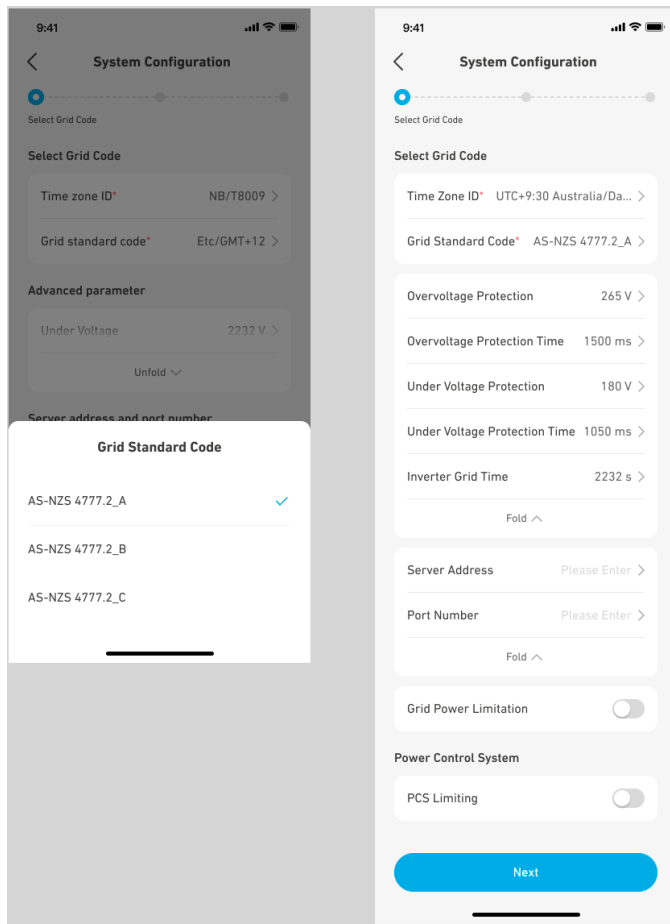 9:41
System Configuration
Select Grid Code
Select Grid Code
Time zone ID* NB/T8009
Grid standard code* Etc/GMT+12
Advanced parameter
Under Voltage 2232 V
Unfold
Server address and port number
Grid Standard Code
AS-NZS 4777.2_A
AS-NZS 4777.2_B
AS-NZS 4777.2_C
9:41
System Configuration
Select Grid Code
Select Grid Code
Time Zone ID* UTC+9:30 Australia/Da...
Grid Standard Code* AS-NZS 4777.2_A
Overvoltage Protection 265 V
Overvoltage Protection Time 1500 ms
Under Voltage Protection 180 V
Under Voltage Protection Time 1050 ms
Inverter Grid Time 2232 s
Fold
Server Address Please Enter
Port Number Please Enter
Fold
Grid Power Limitation
Power Control System
PCS Limiting
Next